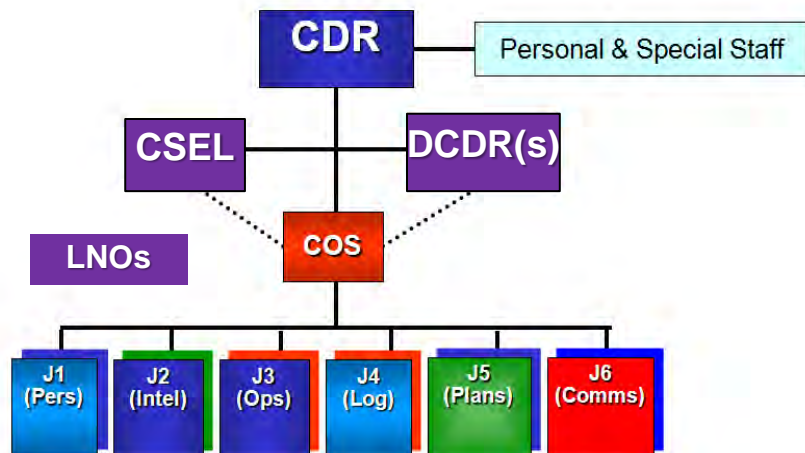 CDR
Personal & Special Staff
CSEL
DCDR(s)
COS
LNOs
J1
(Pers)
J2
(Intel)
J3
(Ops)
J4
(Log)
J5
(Plans)
J6
(Comms)